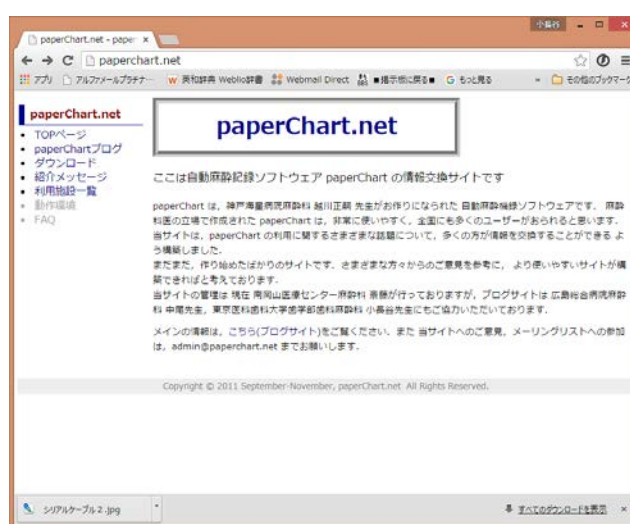 小長谷
paperChart.net - paper ×
paperchart.net
アプリ アルファメールプラチナ… 英和辞典 Weblio辞書 Webmail Direct ■掲示板に戻る■ もっと見る » その他のブックマーク
paperChart.net
TOPページ
paperChartブログ
ダウンロード
紹介メッセージ
利用施設一覧
動作環境
FAQ
paperChart.net
ここは自動麻酔記録ソフトウェア paperChart の情報交換サイトです
paperChart は, 神戸海星病院麻酔科 越川正嗣 先生がお作りになられた 自動麻酔記録ソフトウェアです. 麻酔
科医の立場で作成された paperChart は, 非常に使いやすく, 全国にも多くのユーザーがおられると思います.
当サイトは, paperChart の利用に関するさまざまな話題について, 多くの方が情報を交換することができる よ
う構築しました.
まだまだ, 作り始めたばかりのサイトです. さまざまな方々からのご意見を参考に, より使いやすいサイトが構
築できればと考えております.
当サイトの管理は 現在 南岡山医療センター麻酔科 斎藤が行っておりますが, ブログサイトは 広島総合病院麻酔
科 中尾先生, 東京医科歯科大学歯学部歯科麻酔科 小長谷先生にもご協力いただいております.
メインの情報は, こちら(ブログサイト)をご覧ください. また 当サイトへのご意見, メーリングリストへの参加
は, admin@paperchart.net までお願いします.
Copyright © 2011 September-November, paperChart.net All Rights Reserved.
シリアルケーブル2.jpg すべてのダウンロードを表示 ×